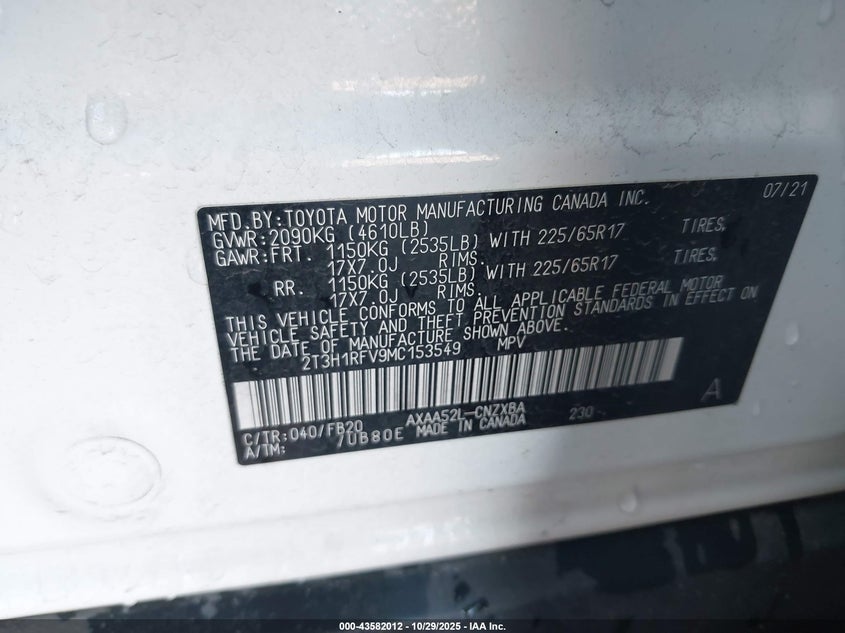 07/21
MFD.BY:TOYOTA MOTOR MANUFACTURING CANADA INC.
GVWR:2090KG (4610LB)
GAWR:FRT. 1150KG (2535LB) WITH 225/65R17 TIRES,
17X7.0J RIMS.
RR. 1150KG (2535LB) WITH 225/65R17 TIRES,
17X7.0J RIMS.
THIS VEHICLE CONFORMS TO ALL APPLICABLE FEDERAL MOTOR
VEHICLE SAFETY AND THEFT PREVENTION STANDARDS IN EFFECT ON
THE DATE OF MANUFACTURE SHOWN ABOVE.
2T3H1RFV9MC153549 MPV
A
C/TR:040/FB20 AXAA52L-CNZXBA 230
A/TM: /UB80E MADE IN CANADA
000-43582012 - 10/29/2025 - IAA Inc.